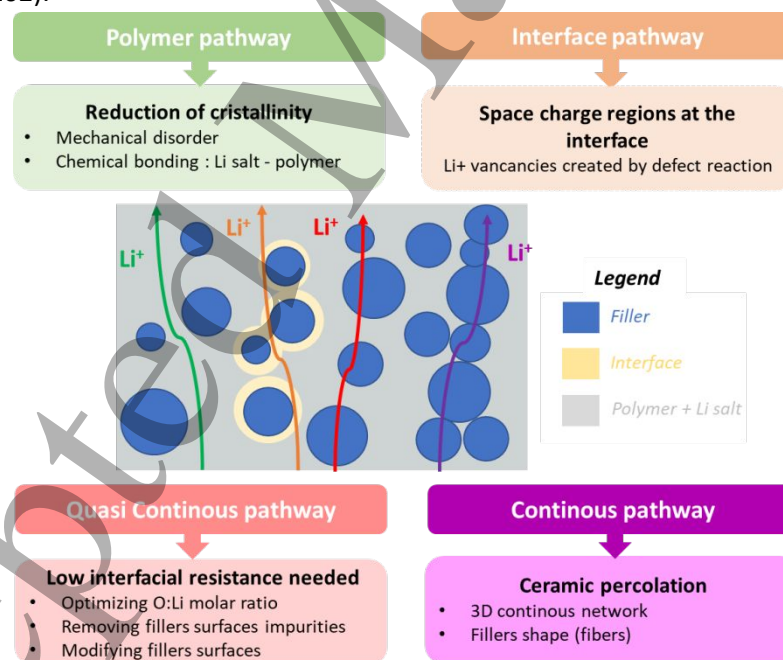 Polymer pathway
Interface pathway
Reduction of cristallinity
• Mechanical disorder
• Chemical bonding : Li salt - polymer
Space charge regions at the
interface
Li+ vancancies created by defect reaction
Li+
Li+
Li+
Li+
Legend
Filler
Interface
Polymer + Li salt
Quasi Continous pathway
Continous pathway
Low interfacial resistance needed
• Optimizing O:Li molar ratio
• Removing fillers surfaces impurities
• Modifying fillers surfaces
Ceramic percolation
• 3D continous network
• Fillers shape (fibers)